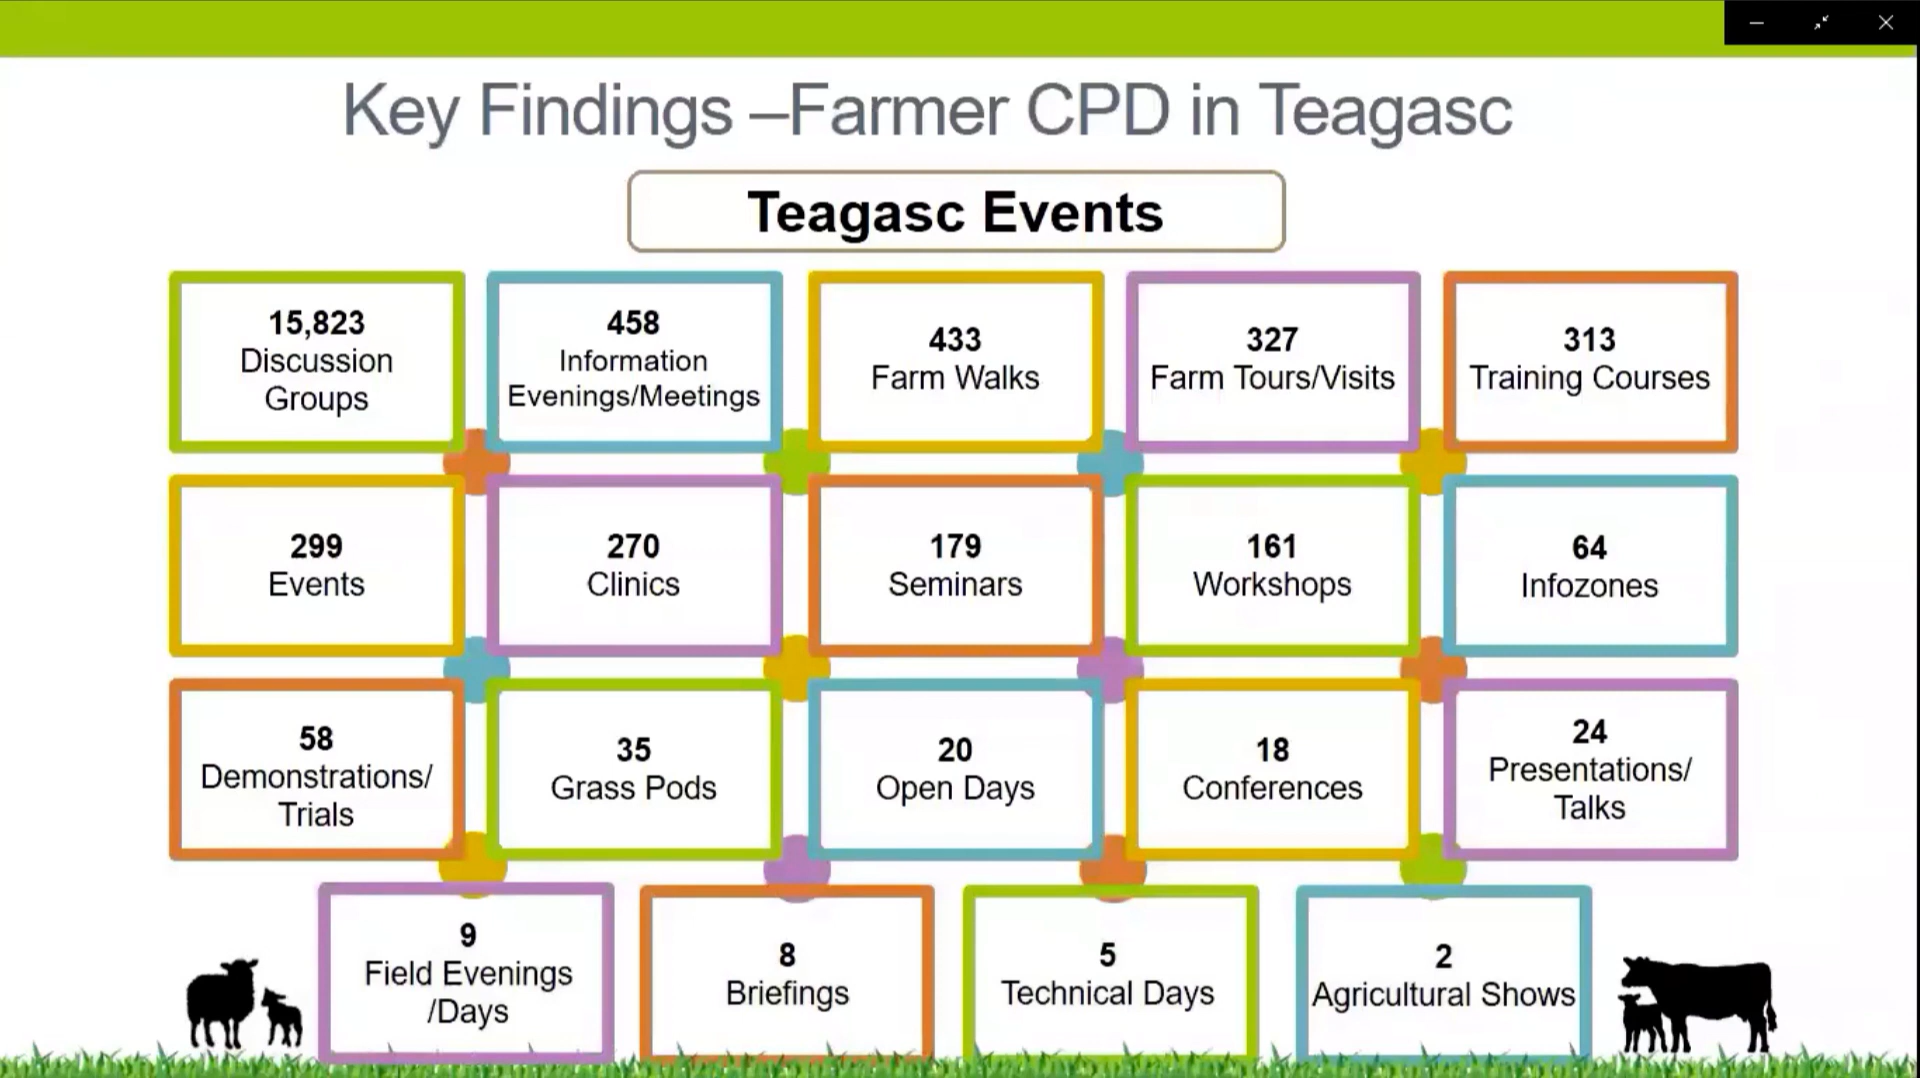 Key Findings –Farmer CPD in Teagasc
Teagasc Events
15,823
Discussion
Groups
458
Information
Evenings/Meetings
433
Farm Walks
327
Farm Tours/Visits
313
Training Courses
299
Events
270
Clinics
179
Seminars
161
Workshops
64
Infozones
58
Demonstrations/
Trials
35
Grass Pods
20
Open Days
18
Conferences
24
Presentations/
Talks
9
Field Evenings
/Days
8
Briefings
5
Technical Days
2
Agricultural Shows